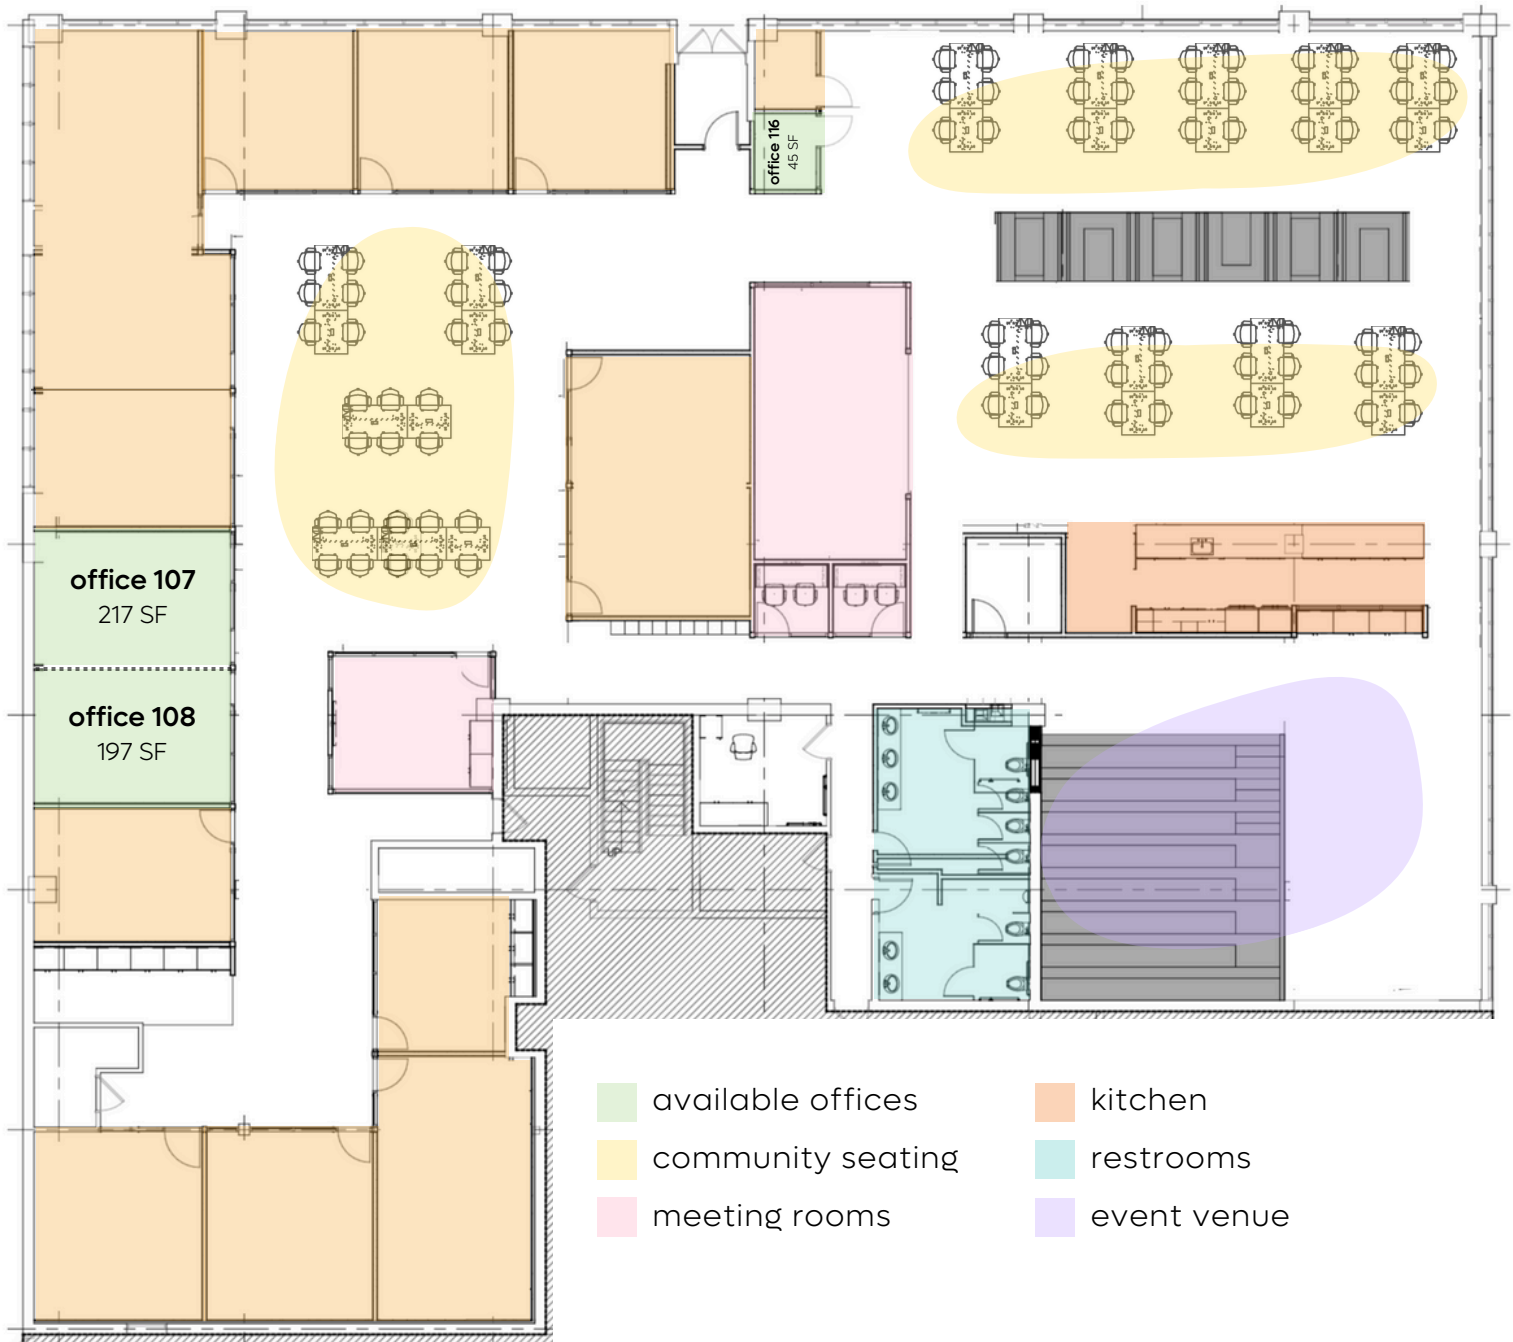 office 116
45 SF
office 107
217 SF
office 108
197 SF
available offices
community seating
meeting rooms
kitchen
restrooms
event venue